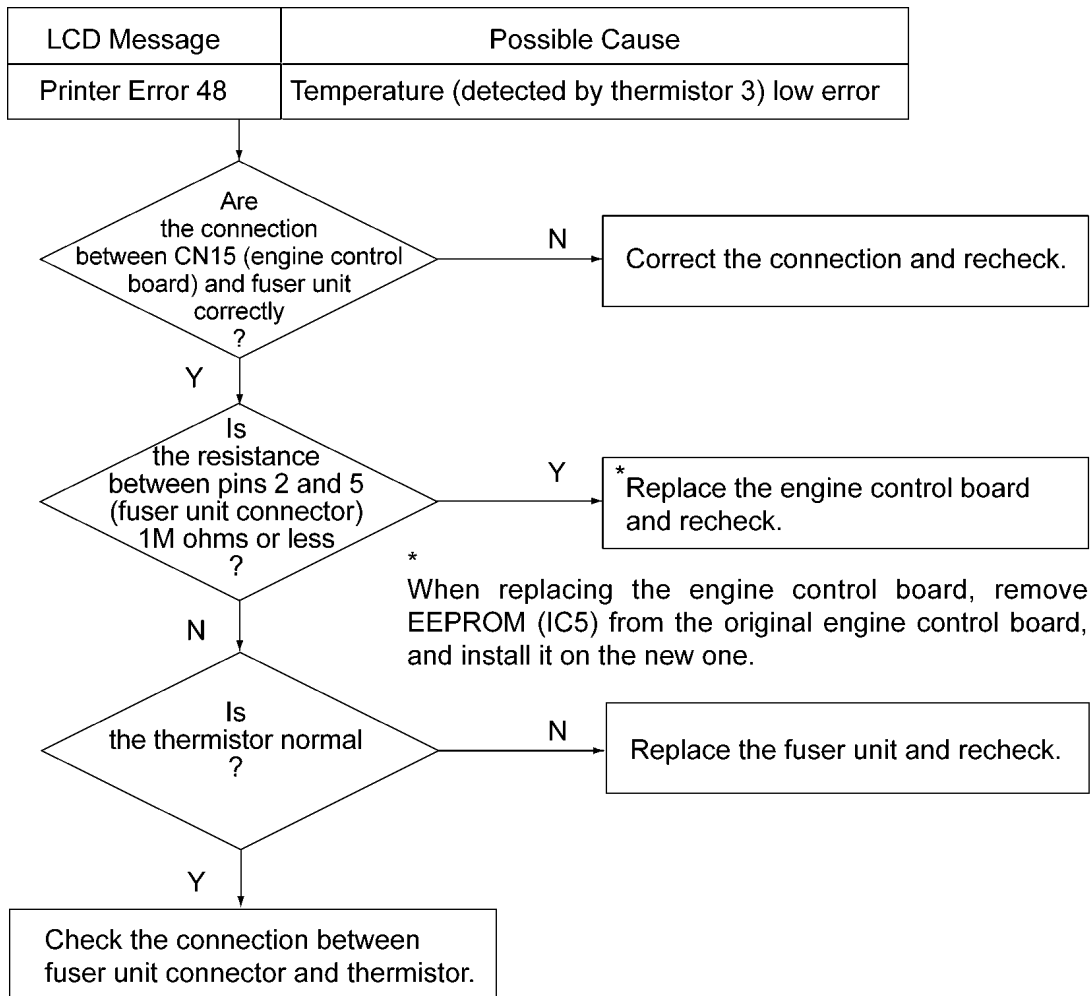 LCD Message
Possible Cause
Printer Error 48
Temperature (detected by thermistor 3) low error
Are
the connection
between CN15 (engine control
board) and fuser unit
correctly
?
N
Correct the connection and recheck.
Y
Is
the resistance
between pins 2 and 5
(fuser unit connector)
1M ohms or less
?
Y
*Replace the engine control board
and recheck.
*
When replacing the engine control board, remove
EEPROM (IC5) from the original engine control board,
and install it on the new one.
N
Is
the thermistor normal
?
N
Replace the fuser unit and recheck.
Y
Check the connection between
fuser unit connector and thermistor.